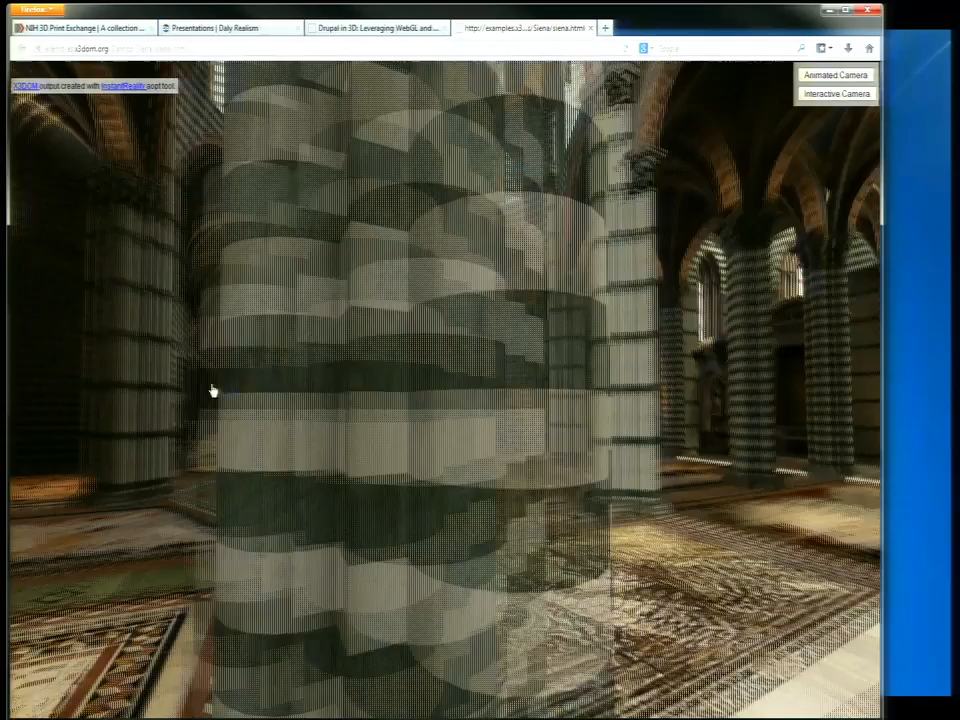 Firefox
NIH 3D Print Exchange | A collection ...
Presentations | Daly Realism
Drupal in 3D: Leveraging WebGL and...
http://examples.x3...s/Siena/siena.html
x3dom.org
X3DOM output created with InstantReality aopt tool.
Animated Camera
Interactive Camera